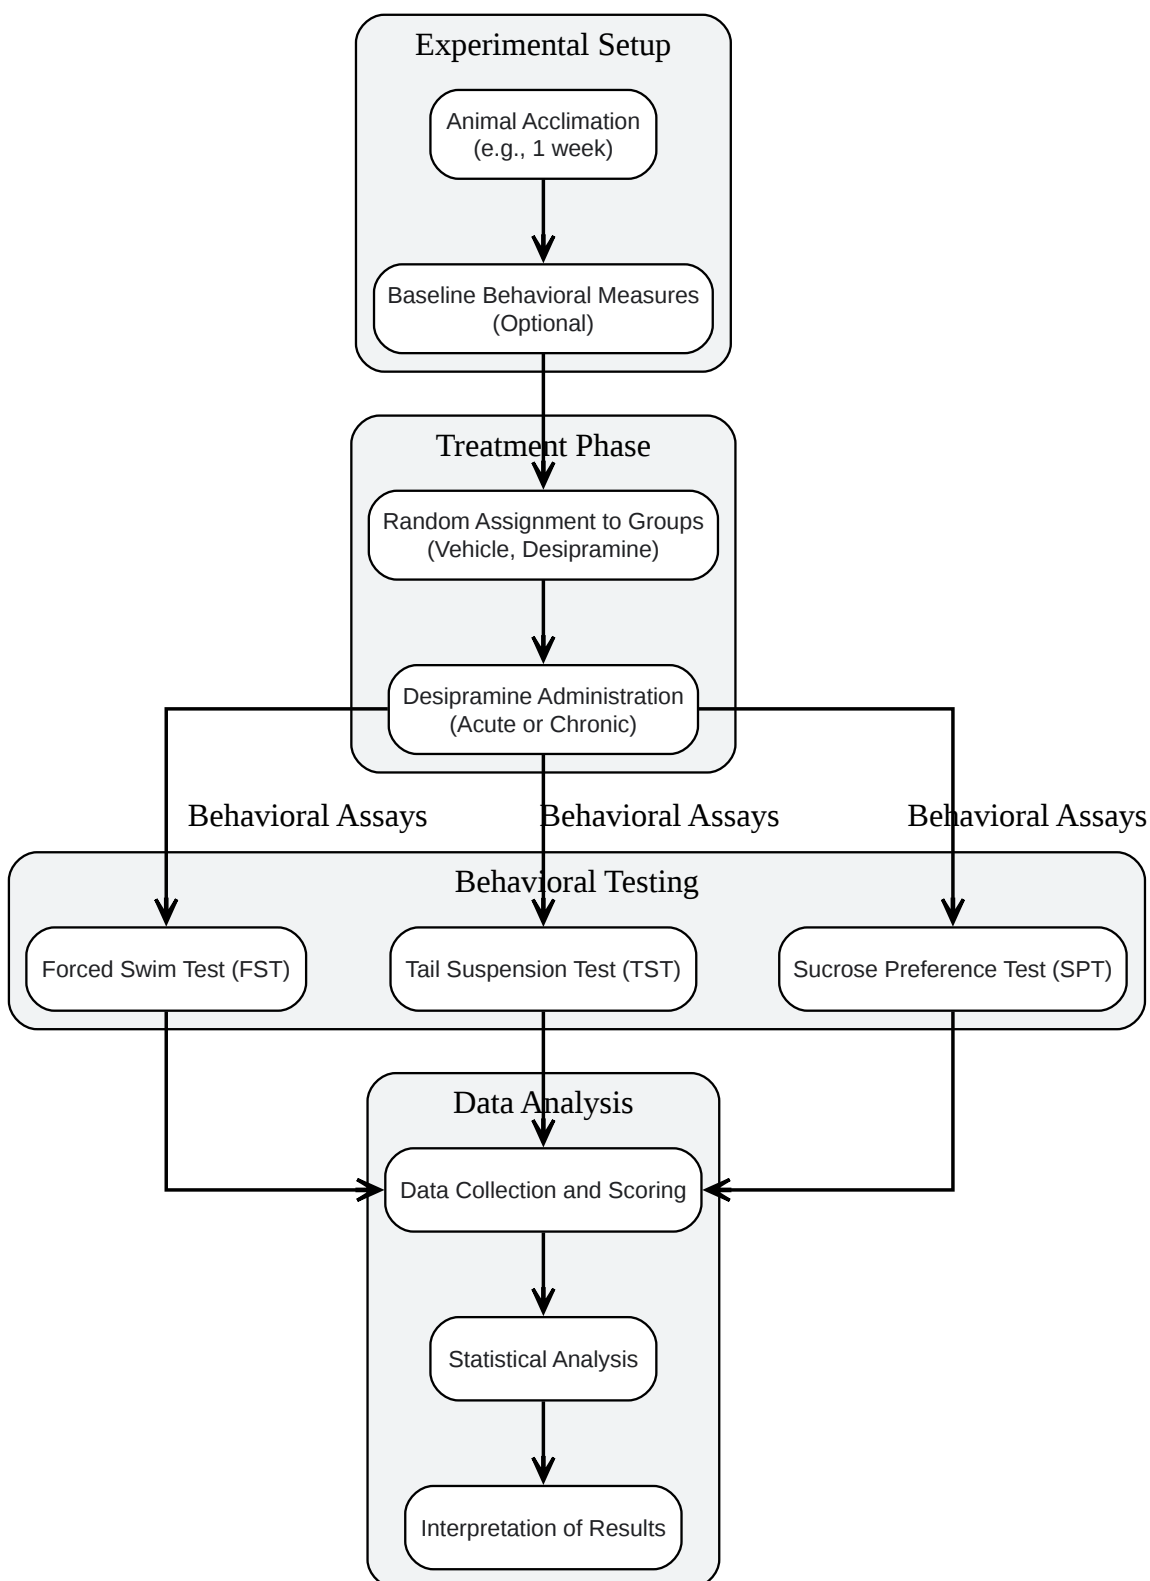 Experimental Setup
Animal Acclimation
(e.g., 1 week)
Baseline Behavioral Measures
(Optional)
Treatment Phase
Random Assignment to Groups
(Vehicle, Desipramine)
Desipramine Administration
(Acute or Chronic)
Behavioral Assays
Behavioral Assays
Behavioral Assays
Behavioral Testing
Forced Swim Test (FST)
Tail Suspension Test (TST)
Sucrose Preference Test (SPT)
Data Analysis
Data Collection and Scoring
Statistical Analysis
Interpretation of Results